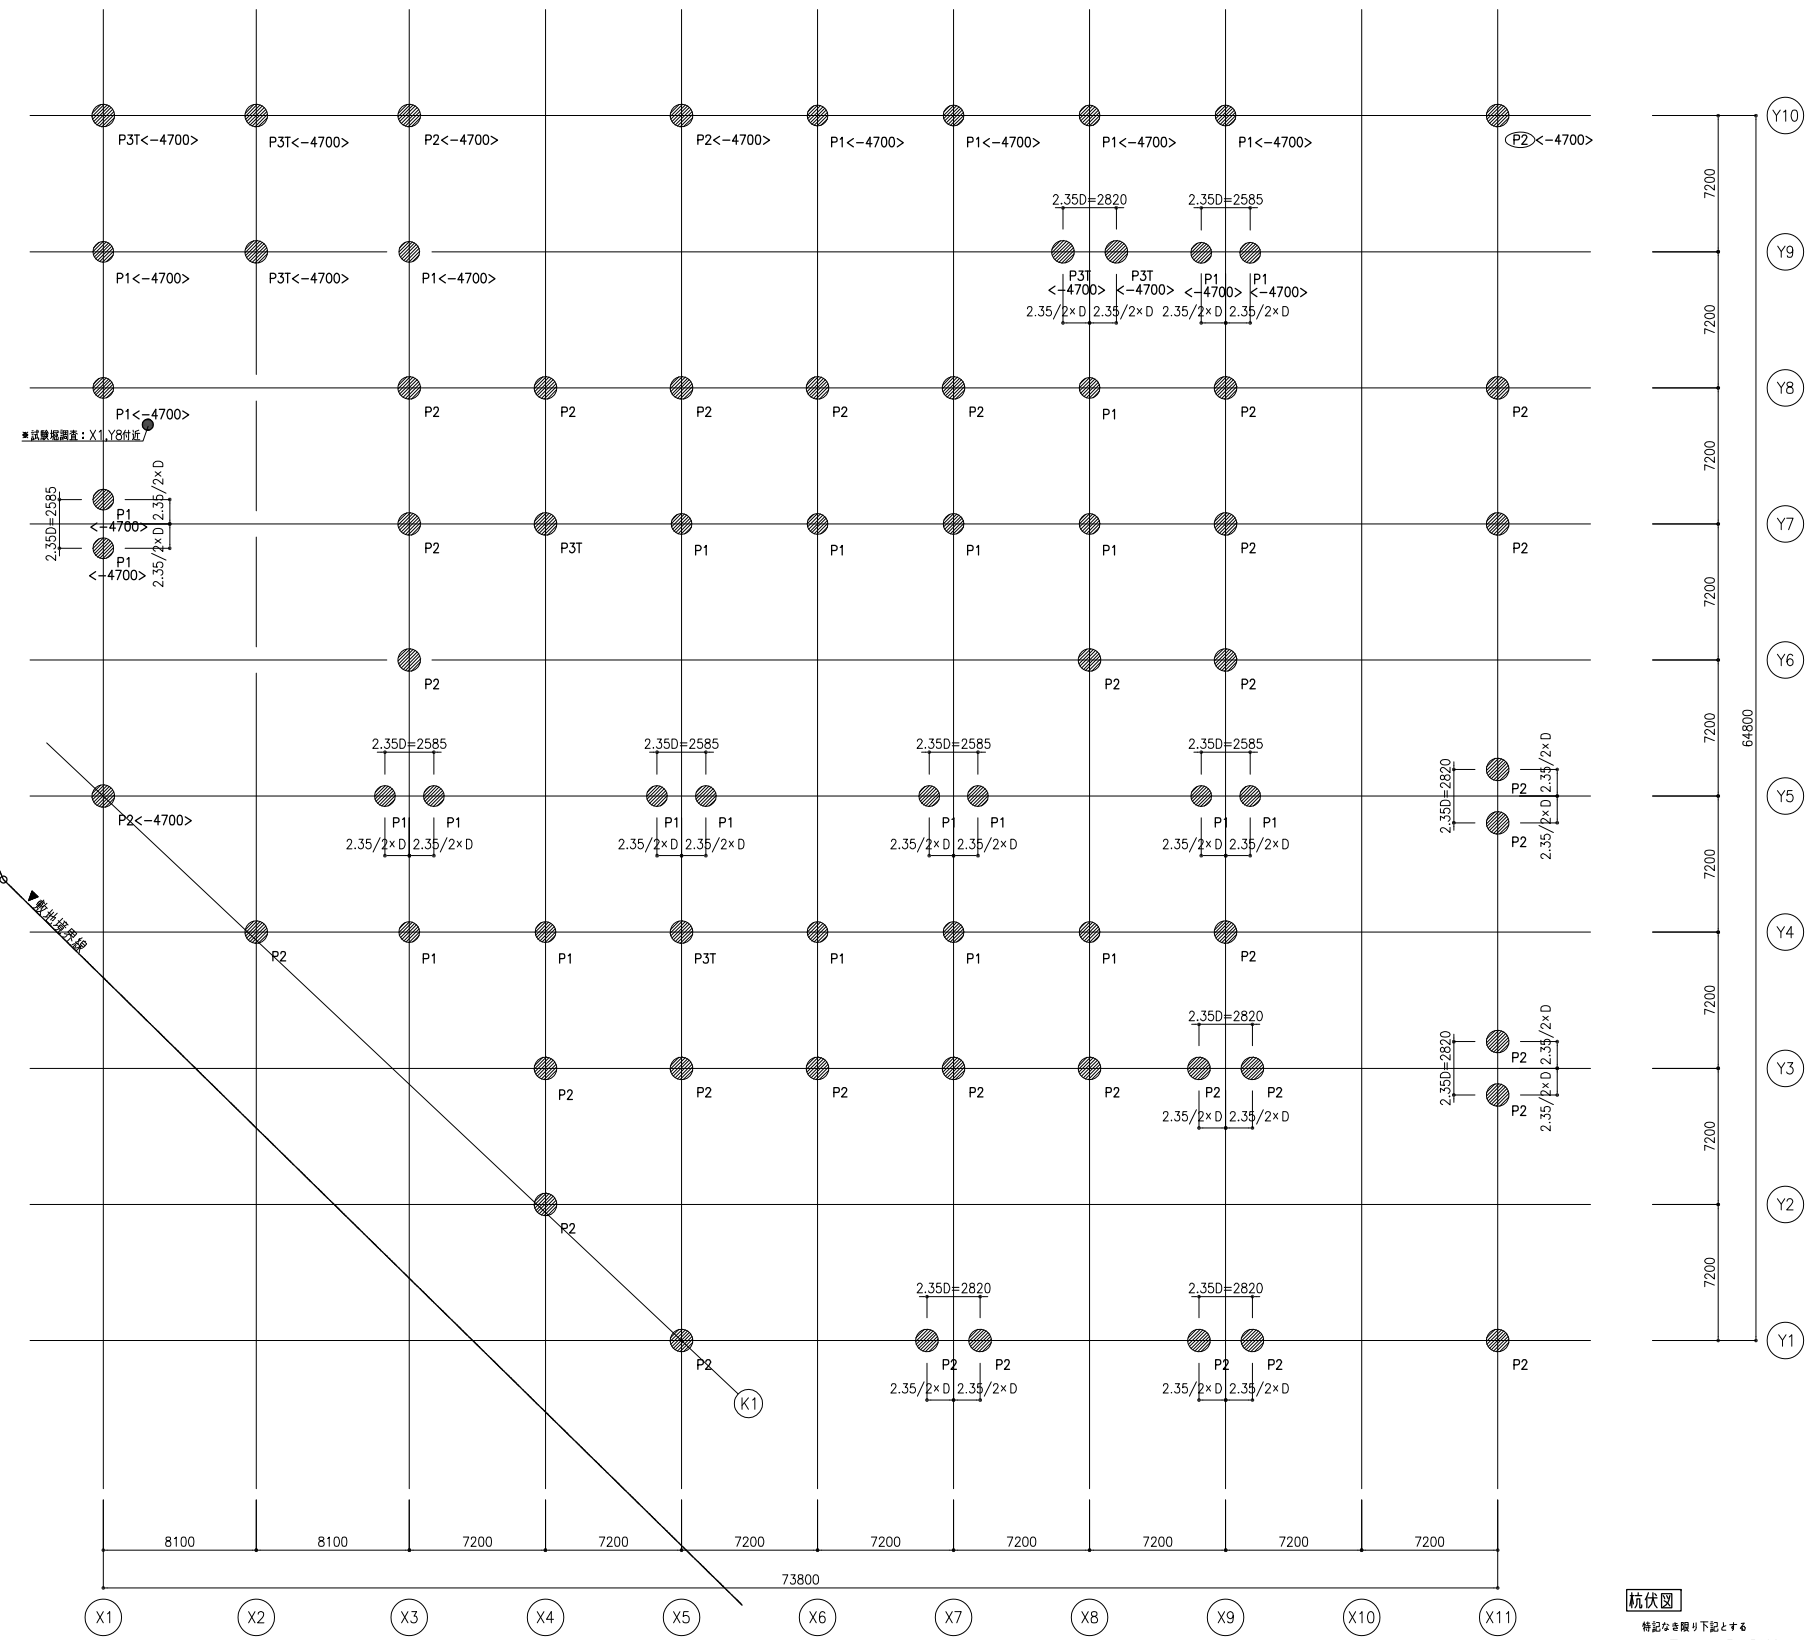 Y10
P3T<-4700> P3T<-4700> P2<-4700> P2<-4700> P1<-4700> P1<-4700> P1<-4700> P1<-4700> P2<-4700>
7200
2.35D=2820 2.35D=2585
Y9
P1<-4700> P3T<-4700> P1<-4700>
P3T P3T P1 P1
<-4700> <-4700> <-4700> <-4700>
2.35/2×D 2.35/2×D 2.35/2×D 2.35/2×D
7200
Y8
P1<-4700> P2 P2 P2 P2 P2 P1 P2 P2
※試験堀調査：X1,Y8付近
7200
2.35D=2585
2.35/2×D
2.35/2×D
P1
<-4700>
P1
<-4700>
Y7
P2 P3T P1 P1 P1 P1 P2 P2
7200
Y6
P2 P2 P2
7200
64800
2.35D=2585 2.35D=2585 2.35D=2585 2.35D=2585
2.35D=2820
2.35/2×D
2.35/2×D
P2
P2
Y5
P2<-4700> P1 P1 P1 P1 P1 P1 P1 P1
2.35/2×D 2.35/2×D 2.35/2×D 2.35/2×D 2.35/2×D 2.35/2×D 2.35/2×D 2.35/2×D
7200
▼敷地境界線
Y4
P2 P1 P1 P3T P1 P1 P1 P2
7200
2.35D=2820
2.35D=2820
2.35/2×D
2.35/2×D
P2
P2
Y3
P2 P2 P2 P2 P2 P2 P2
2.35/2×D 2.35/2×D
7200
Y2
P2
7200
2.35D=2820 2.35D=2820
Y1
P2 P2 P2 P2 P2 P2
2.35/2×D 2.35/2×D 2.35/2×D 2.35/2×D
K1
8100 8100 7200 7200 7200 7200 7200 7200 7200 7200
73800
X1 X2 X3 X4 X5 X6 X7 X8 X9 X10 X11
杭伏図
特記なき限り下記とする